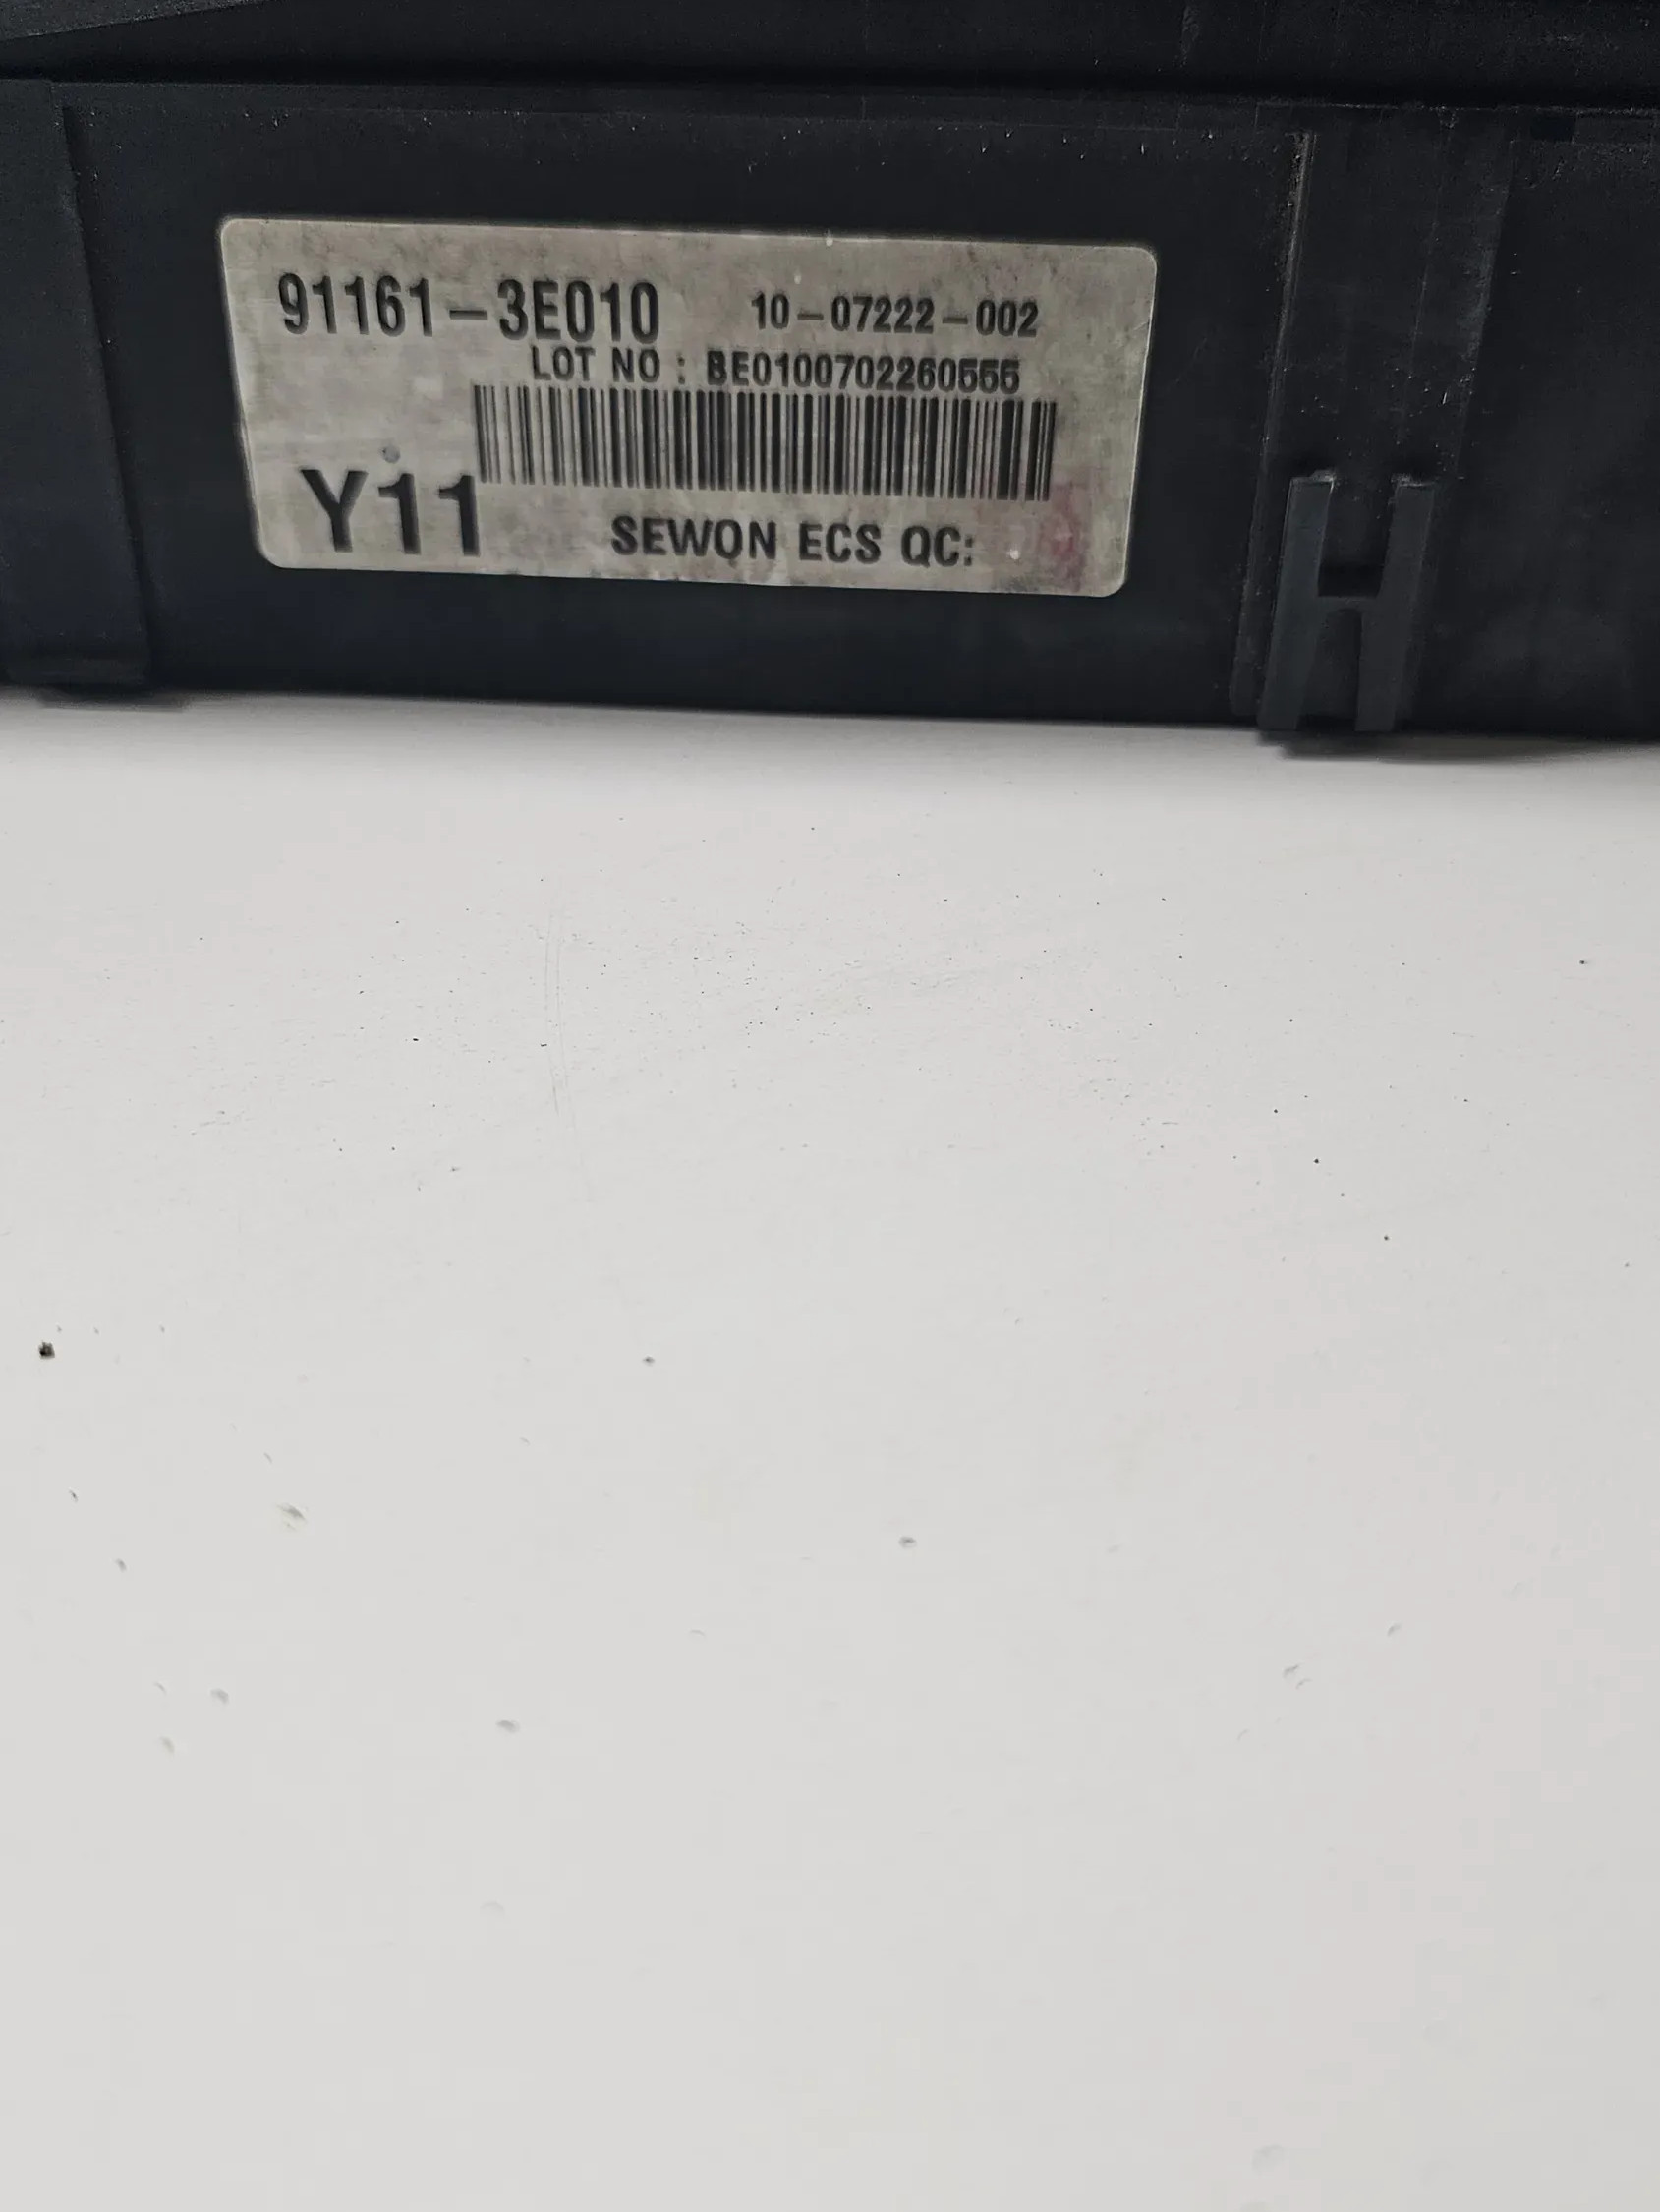 91161-3E010 10-07222-002
LOT NO : BE0100702260555
Y11
SEWON ECS QC: